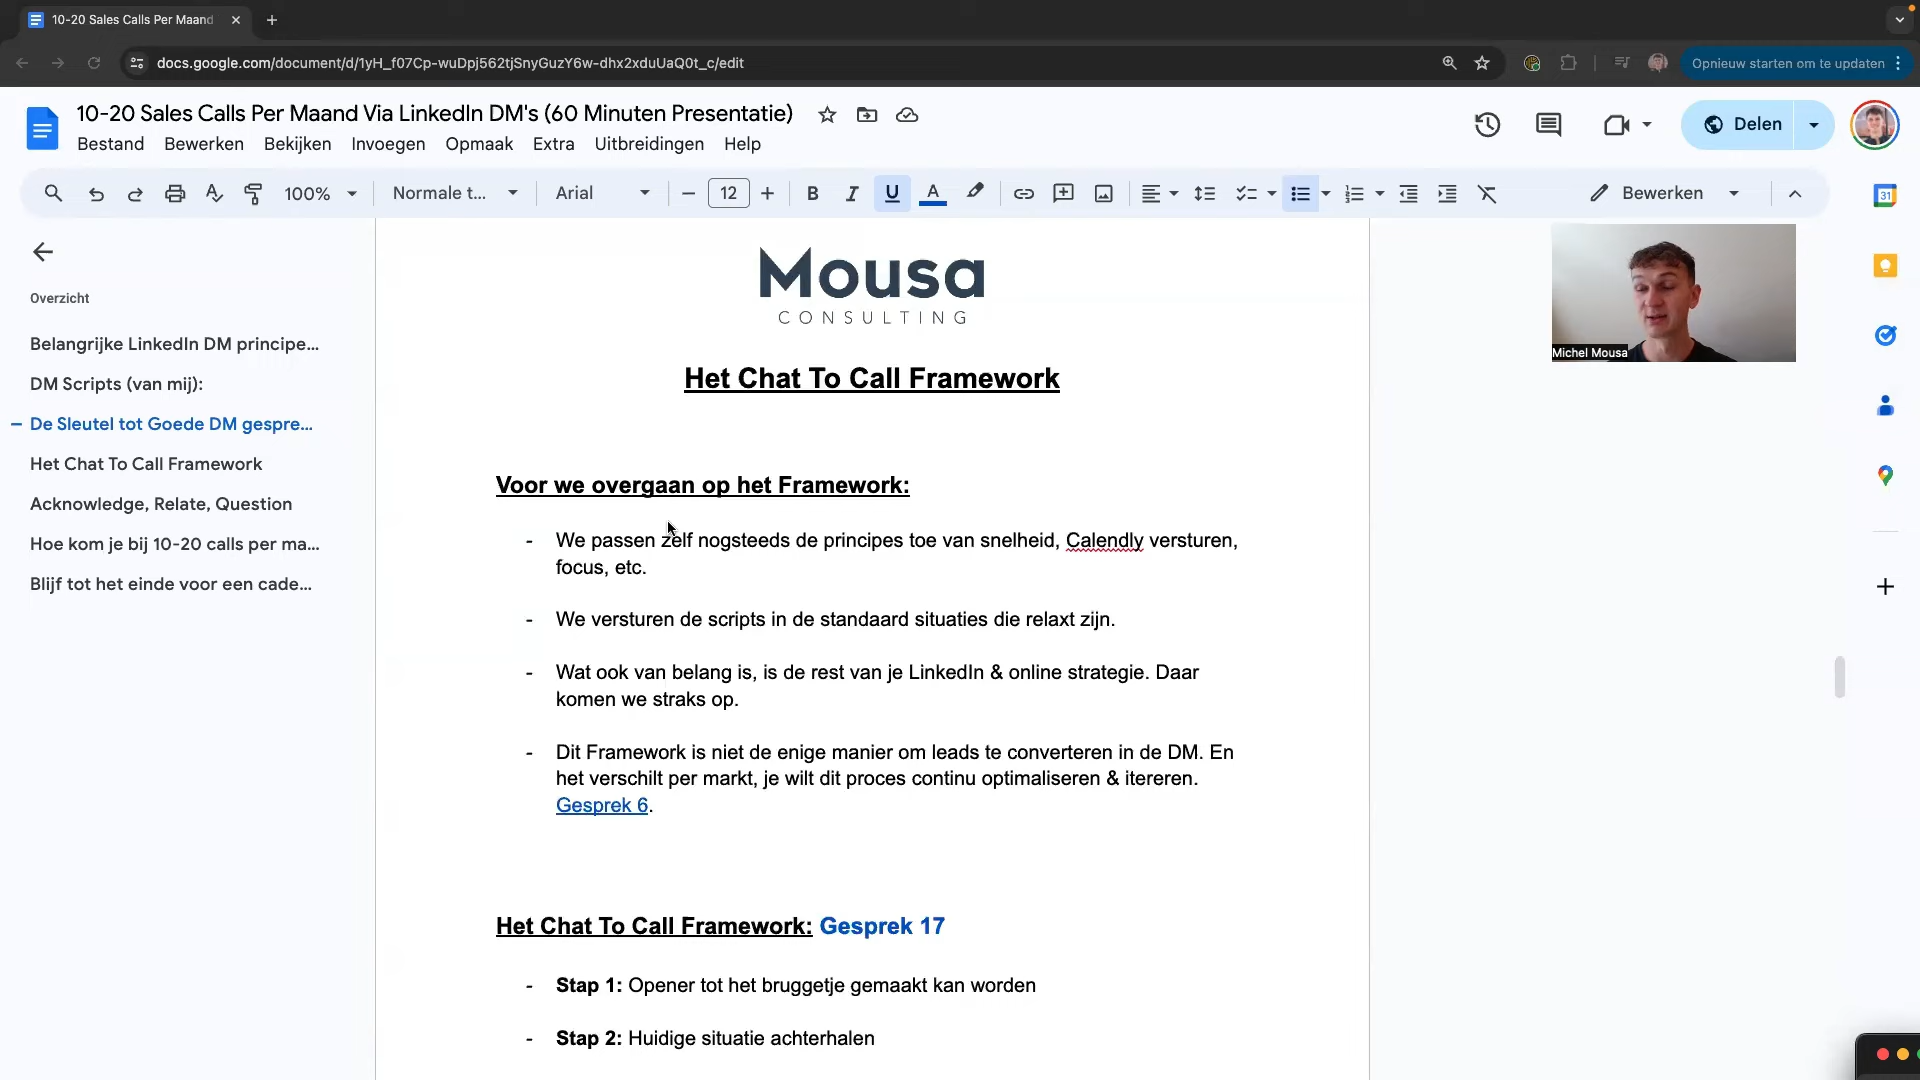 10-20 Sales Calls Per Maand
docs.google.com/document/d/1yH_f07Cp-wuDpj562tjSnyGuzY6w-dhx2xduUaQ0t_c/edit
Opnieuw starten om te updaten
10-20 Sales Calls Per Maand Via LinkedIn DM's (60 Minuten Presentatie)
Bestand Bewerken Bekijken Invoegen Opmaak Extra Uitbreidingen Help
Delen
100% Normale t... Arial 12 B I U A Bewerken
31
Overzicht
Belangrijke LinkedIn DM principe...
DM Scripts (van mij):
De Sleutel tot Goede DM gespre...
Het Chat To Call Framework
Acknowledge, Relate, Question
Hoe kom je bij 10-20 calls per ma...
Blijf tot het einde voor een cade...
Mousa
CONSULTING
Het Chat To Call Framework
Voor we overgaan op het Framework:
- We passen zelf nogsteeds de principes toe van snelheid, Calendly versturen,
focus, etc.
- We versturen de scripts in de standaard situaties die relaxt zijn.
- Wat ook van belang is, is de rest van je LinkedIn & online strategie. Daar
komen we straks op.
- Dit Framework is niet de enige manier om leads te converteren in de DM. En
het verschilt per markt, je wilt dit proces continu optimaliseren & itereren.
Gesprek 6.
Het Chat To Call Framework: Gesprek 17
- Stap 1: Opener tot het bruggetje gemaakt kan worden
- Stap 2: Huidige situatie achterhalen
Michel Mousa